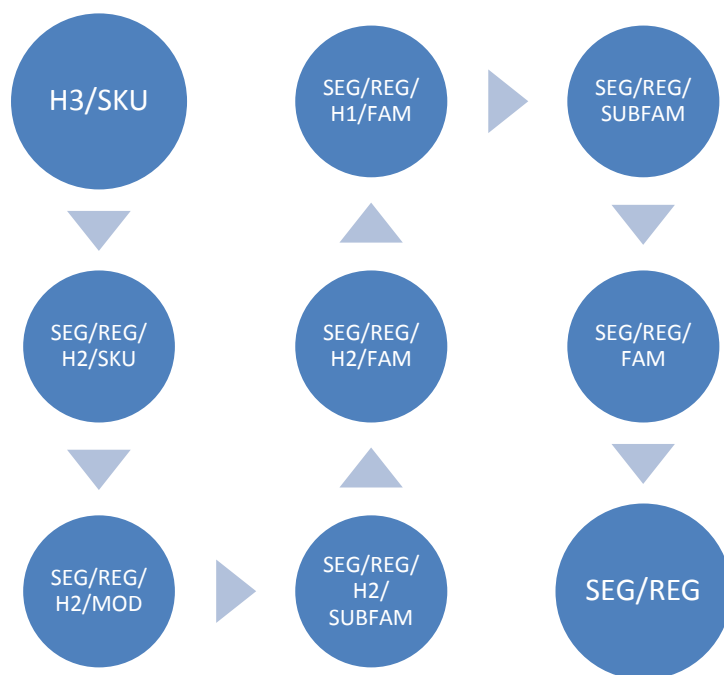 H3/SKU
SEG/REG/
H2/SKU
SEG/REG/
H2/MOD
SEG/REG/
H2/
SUBFAM
SEG/REG/
H2/FAM
SEG/REG/
H1/FAM
SEG/REG/
SUBFAM
SEG/REG/
FAM
SEG/REG